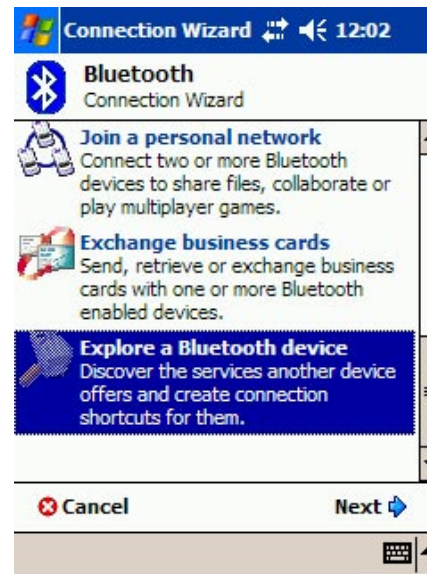 Connection Wizard 12:02
Bluetooth
Connection Wizard
Join a personal network
Connect two or more Bluetooth
devices to share files, collaborate or
play multiplayer games.
Exchange business cards
Send, retrieve or exchange business
cards with one or more Bluetooth
enabled devices.
Explore a Bluetooth device
Discover the services another device
offers and create connection
shortcuts for them.
Cancel Next